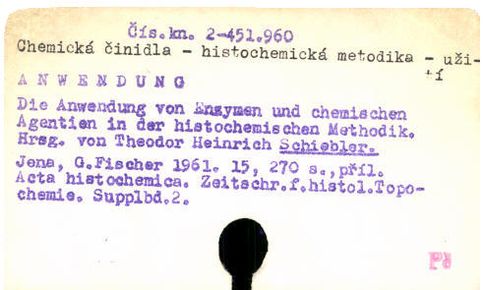 Čís.kn. 2-451.960
Chemická činidla - histochemická metodika - uži-
tí
ANWENDUNG
Die Anwendung von Enzymen und chemischen
Agentien in der histochemischen Methodik.
Hrsg. von Theodor Heinrich Schiebler.
Jena, G.Fischer 1961. 15, 270 s.,příl.
Acta histochemica. Zeitschr.f.histol.Topo-
chemie. Supplbd.2.
Pö